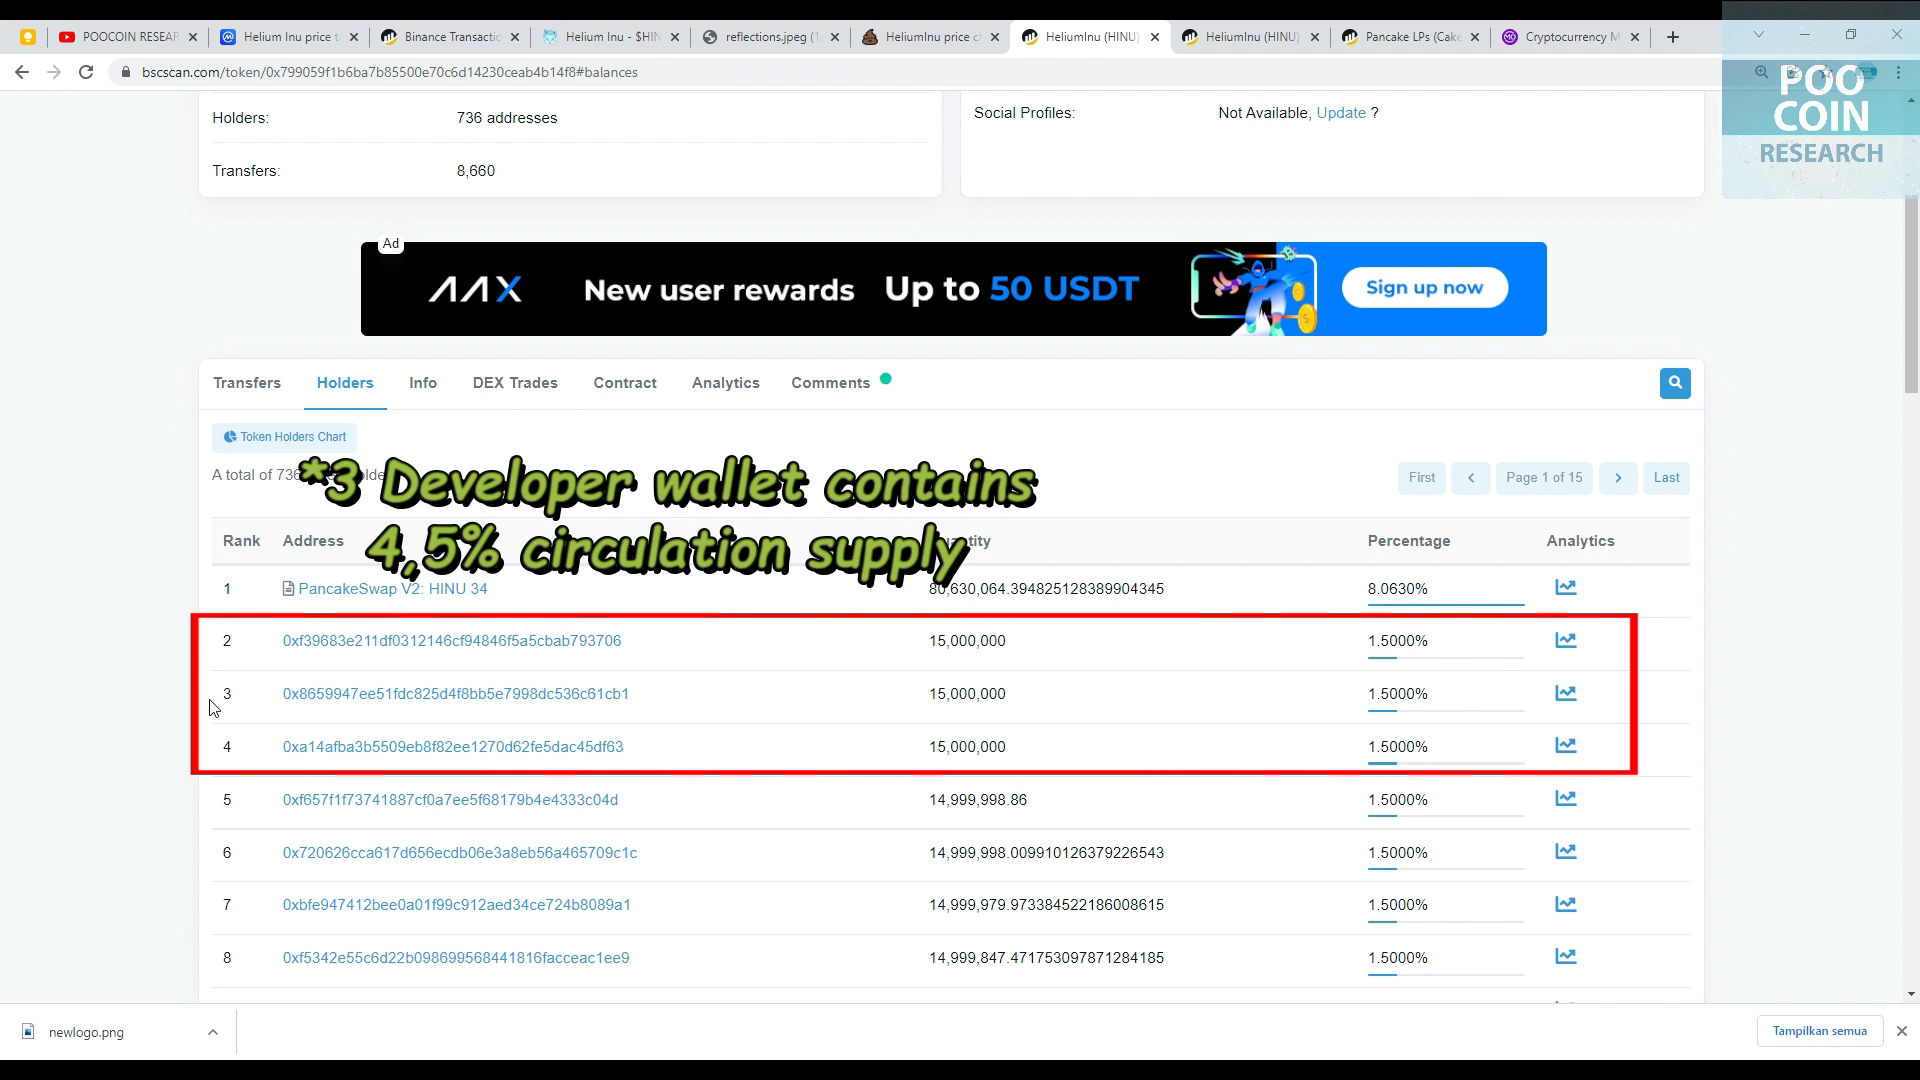 POOCOIN RESEAR
Helium Inu price t
Binance Transactio
Helium Inu - $HIN
reflections.jpeg (1
HeliumInu price c
HeliumInu (HINU)
HeliumInu (HINU)
Pancake LPs (Cake
Cryptocurrency M
bscscan.com/token/0x799059f1b6ba7b85500e70c6d14230ceab4b14f8#balances
POO
COIN
RESEARCH
Holders: 736 addresses
Social Profiles: Not Available, Update ?
Transfers: 8,660
Ad
AAX New user rewards Up to 50 USDT Sign up now
Transfers Holders Info DEX Trades Contract Analytics Comments
Token Holders Chart
A total of 736 olde
First Page 1 of 15 Last
*3 Developer wallet contains
4,5% circulation supply
Rank Address ntity Percentage Analytics
1 PancakeSwap V2: HINU 34 80,630,064.394825128389904345 8.0630%
2 0xf39683e211df0312146cf94846f5a5cbab793706 15,000,000 1.5000%
3 0x8659947ee51fdc825d4f8bb5e7998dc536c61cb1 15,000,000 1.5000%
4 0xa14afba3b5509eb8f82ee1270d62fe5dac45df63 15,000,000 1.5000%
5 0xf657f1f73741887cf0a7ee5f68179b4e4333c04d 14,999,998.86 1.5000%
6 0x720626cca617d656ecdb06e3a8eb56a465709c1c 14,999,998.009910126379226543 1.5000%
7 0xbfe947412bee0a01f99c912aed34ce724b8089a1 14,999,979.973384522186008615 1.5000%
8 0xf5342e55c6d22b098699568441816facceac1ee9 14,999,847.471753097871284185 1.5000%
newlogo.png
Tampilkan semua